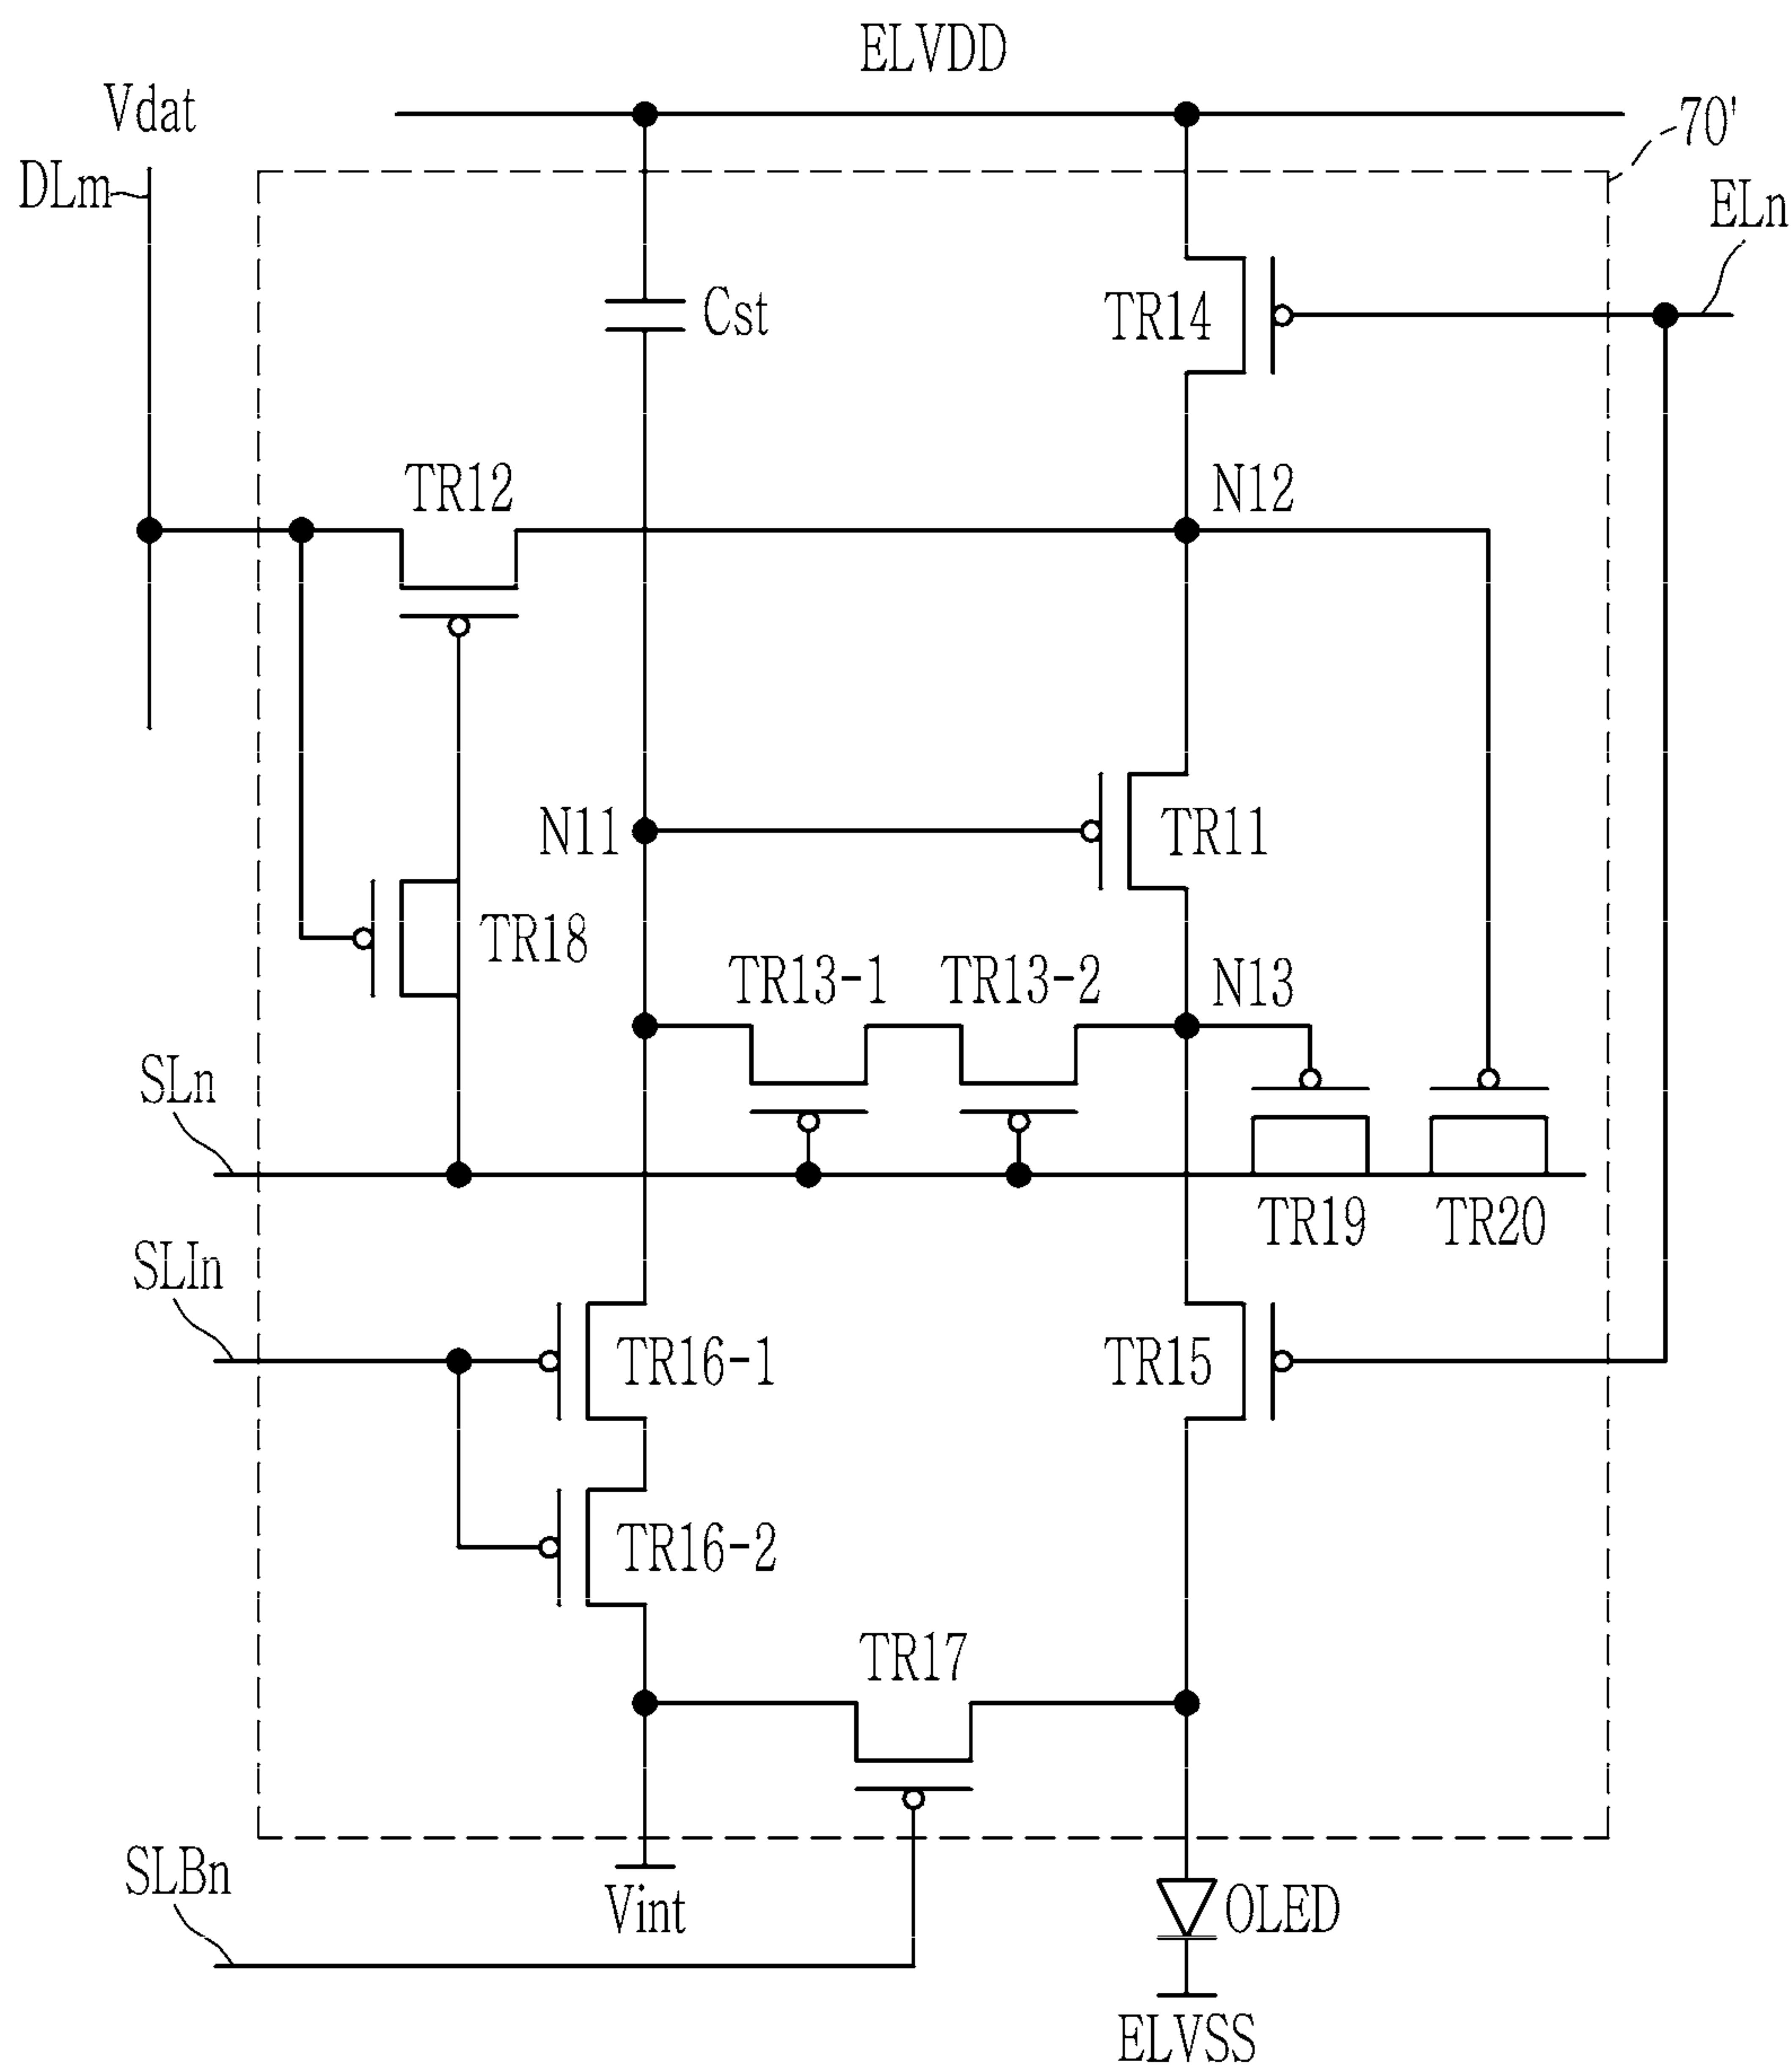 ELVDD
Vdat
70'
DLm
ELn
Cst
TR14
TR12
N12
N11
TR11
TR18
TR13-1
TR13-2
N13
SLn
TR19
TR20
SLIn
TR16-1
TR15
TR16-2
TR17
SLBn
Vint
OLED
ELVSS